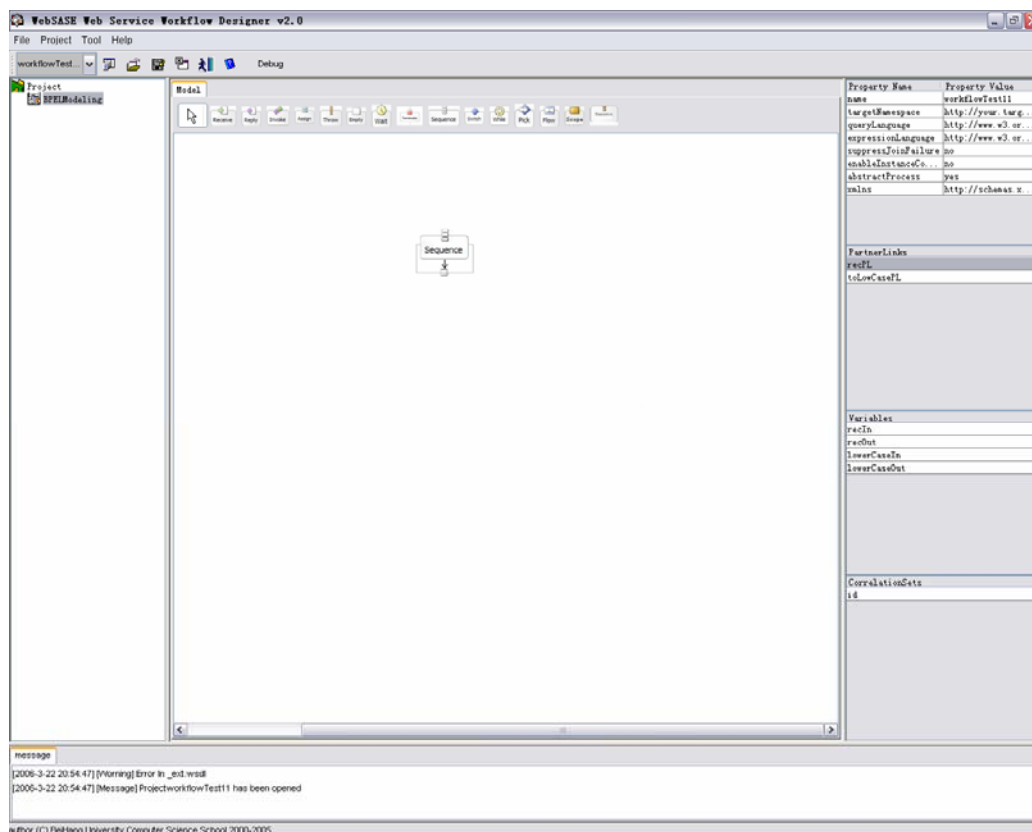 WebSASE Web Service Workflow Designer v2.0
File Project Tool Help
workflowTest... Debug
Project
BPELModeling
Model
Receive Reply Invoke Assign Throw Empty Wait Sequence Switch While Pick Flow Scope
Sequence
Property Name Property Value
name workflowTest11
targetNamespace http://your.targ...
queryLanguage http://www.w3.or...
expressionLanguage http://www.w3.or...
suppressJoinFailure no
enableInstanceCo... no
abstractProcess yes
xmlns http://schemas.x...
PartnerLinks
recPL
toLowCasePL
Variables
recIn
recOut
lowerCaseIn
lowerCaseOut
CorrelationSets
id
message
[2006-3-22 20:54:47] [Worning] Error In _ext.wsdl
[2006-3-22 20:54:47] [Message] ProjectworkflowTest11 has been opened
author (C) BeiHang University Computer Science School 2000-2005